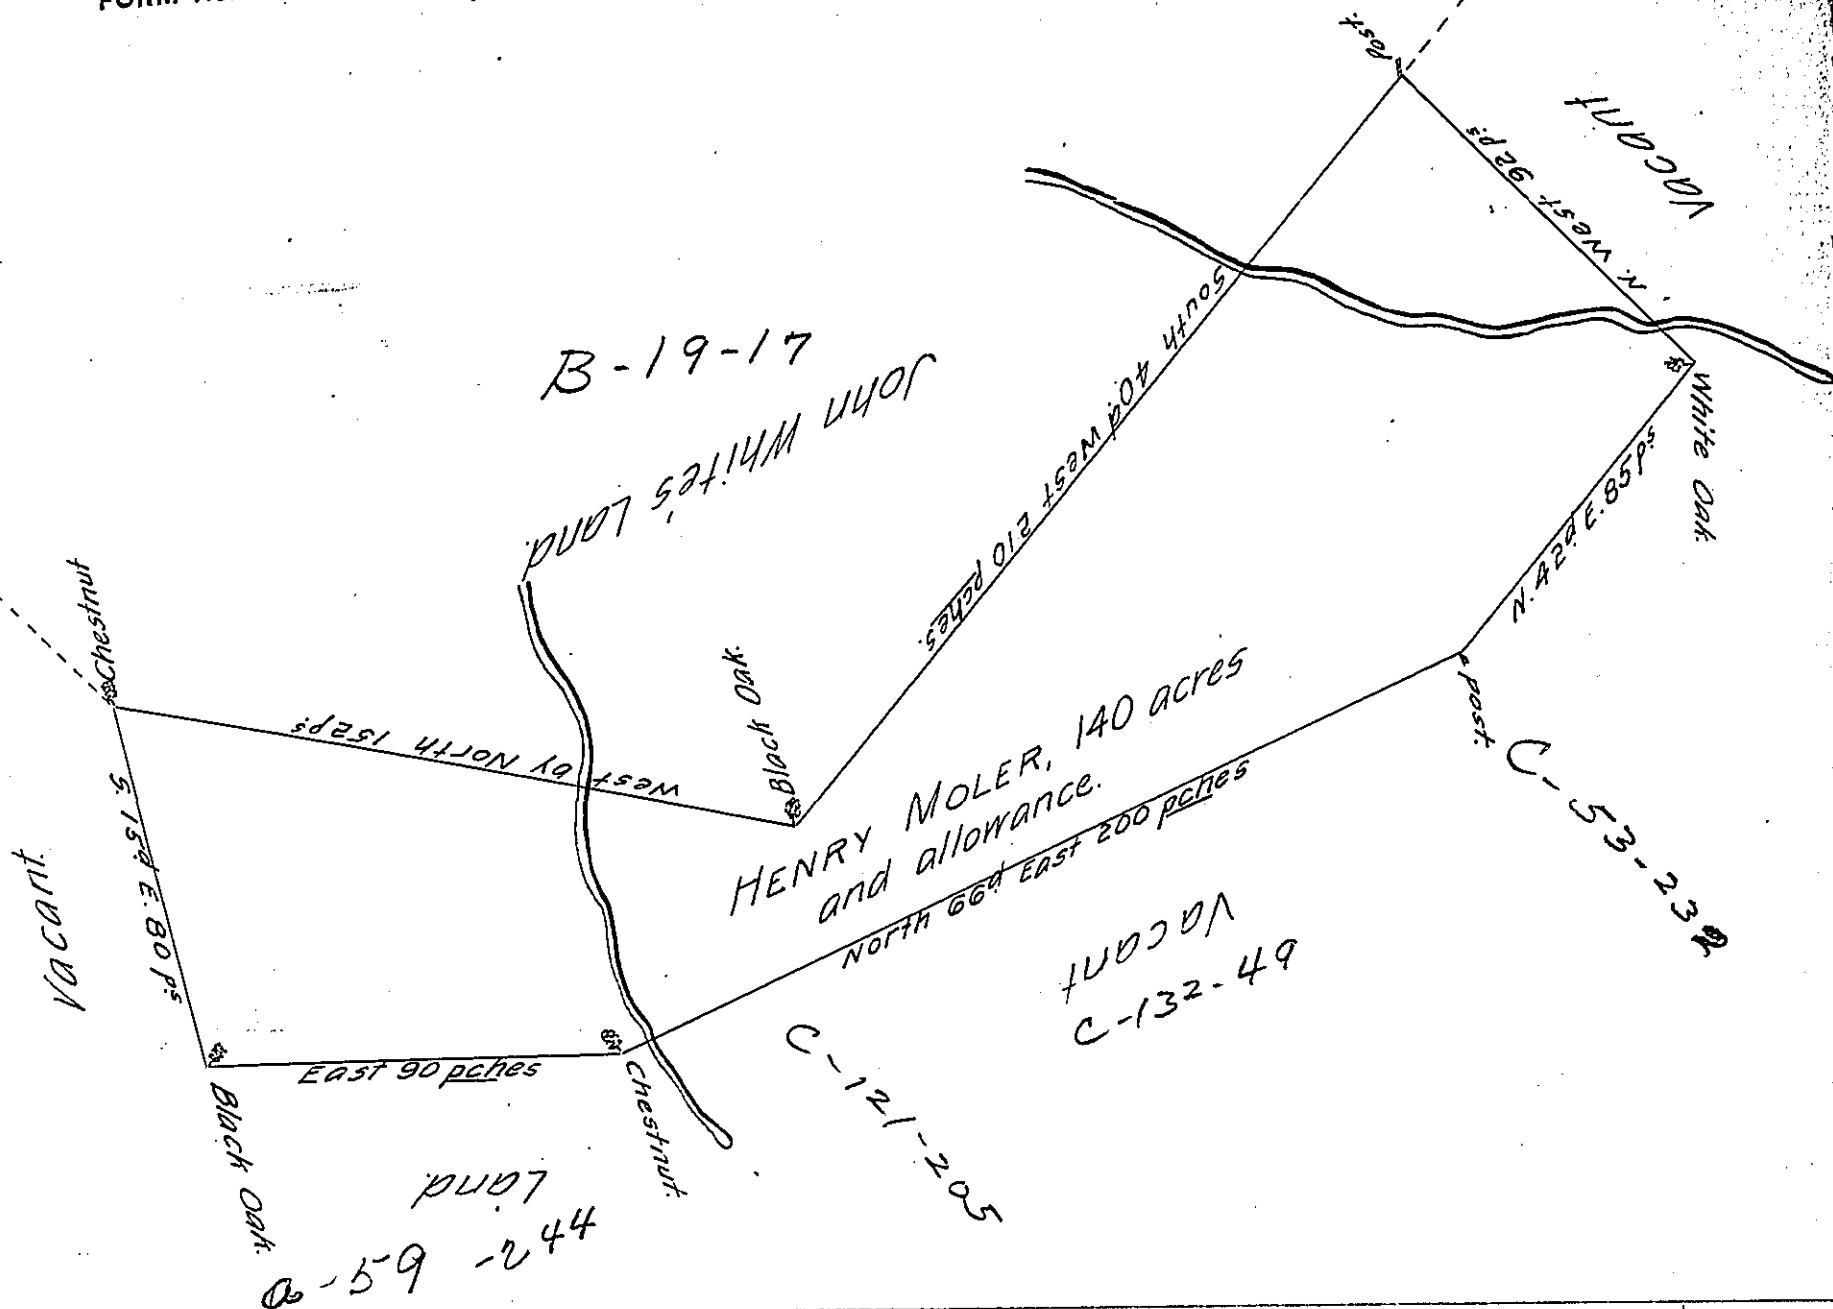 Post.
Vacant
N. West 92 ps
B-19-17
John White's Land.
South 40d West 210 pches.
White Oak.
N. 42d E. 85 ps
Chestnut
West by North 152 ps
Black Oak.
HENRY MOLER, 140 acres
and allowance.
post.
C-53-232
Vacant.
S. 15d E. 80 ps
North 66d East 200 pches
Vacant
C-132-49
East 90 pches
Chestnut.
C-121-205
Black Oak.
Land
-59 -244